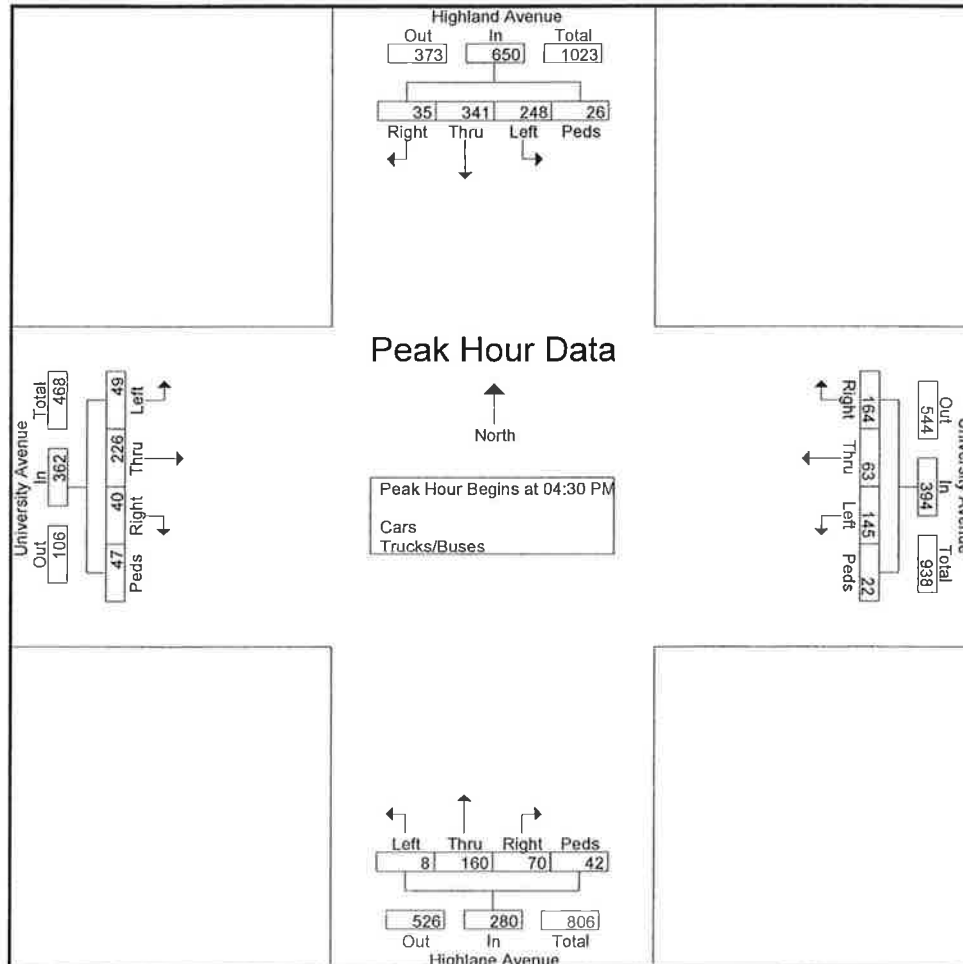 Highland Avenue
Out In Total
373 650 1023
35 341 248 26
Right Thru Left Peds
Peak Hour Data
North
Peak Hour Begins at 04:30 PM
Cars
Trucks/Buses
University Avenue
Out In Total
106 362 468
Left Thru Right Peds
49 226 40 47
University Avenue
Out In Total
544 394 938
Right Thru Left Peds
164 63 145 22
Left Thru Right Peds
8 160 70 42
526 280 806
Out In Total
Highlane Avenue